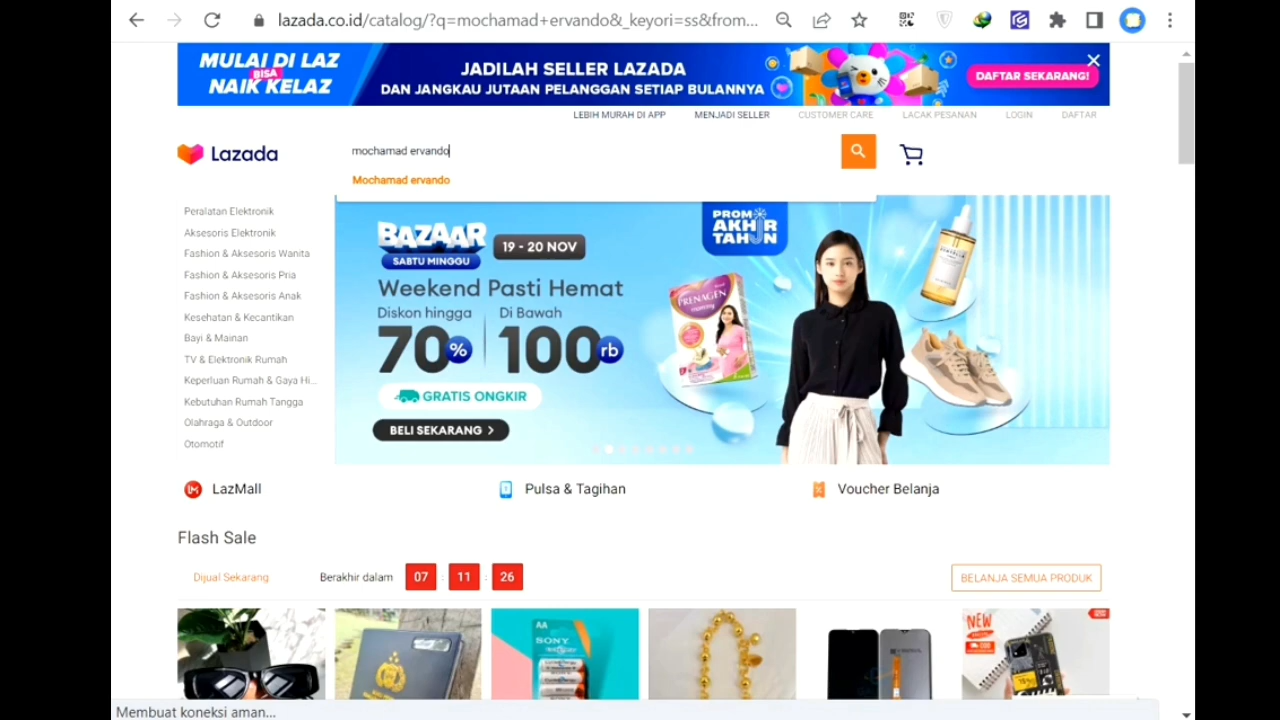 lazada.co.id/catalog/?q=mochamad+ervando&_keyori=ss&from...
MULAI DI LAZ
BISA
NAIK KELAZ
JADILAH SELLER LAZADA
DAN JANGKAU JUTAAN PELANGGAN SETIAP BULANNYA
DAFTAR SEKARANG!
LEBIH MURAH DI APP
MENJADI SELLER
CUSTOMER CARE
LACAK PESANAN
LOGIN
DAFTAR
Lazada
mochamad ervando
Mochamad ervando
Peralatan Elektronik
Aksesoris Elektronik
Fashion & Aksesoris Wanita
Fashion & Aksesoris Pria
Fashion & Aksesoris Anak
Kesehatan & Kecantikan
Bayi & Mainan
TV & Elektronik Rumah
Keperluan Rumah & Gaya Hi...
Kebutuhan Rumah Tangga
Olahraga & Outdoor
Otomotif
BAZAAR
SABTU MINGGU
19 - 20 NOV
Weekend Pasti Hemat
Diskon hingga
70%
Di Bawah
100rb
GRATIS ONGKIR
BELI SEKARANG >
PROMO
AKHIR
TAHUN
PRENAGEN
mommy
LazMall
Pulsa & Tagihan
Voucher Belanja
Flash Sale
Dijual Sekarang
Berakhir dalam
07 : 11 : 26
BELANJA SEMUA PRODUK
AA
SONY
NEW
Membuat koneksi aman...